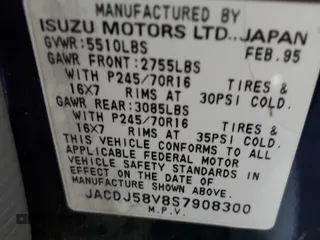 MANUFACTURED BY
ISUZU MOTORS LTD., JAPAN
GVWR: 5510LBS FEB.95
GAWR FRONT: 2755LBS
WITH P245/70R16 TIRES &
16X7 RIMS AT 30PSI COLD.
GAWR REAR: 3085LBS
WITH P245/70R16 TIRES &
16X7 RIMS AT 35PSI COLD.
THIS VEHICLE CONFORMS TO ALL
APPLICABLE FEDERAL MOTOR
VEHICLE SAFETY STANDARDS IN
EFFECT ON THE DATE OF
MANUFACTURE SHOWN ABOVE.
JACDJ58V8S7908300
M.P.V.